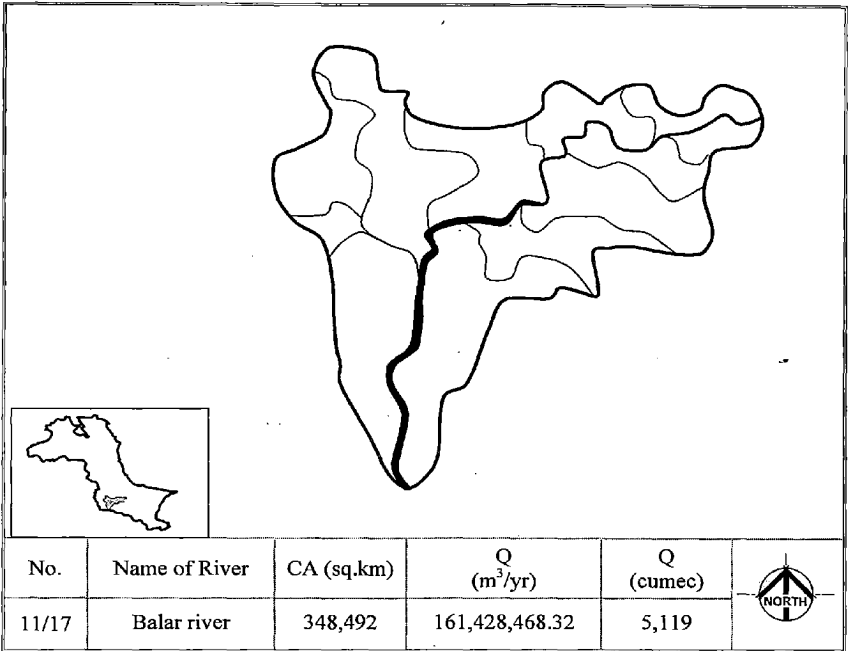 No.
Name of River
CA (sq.km)
Q
(m³/yr)
Q
(cumec)
NORTH
11/17
Balar river
348,492
161,428,468.32
5,119